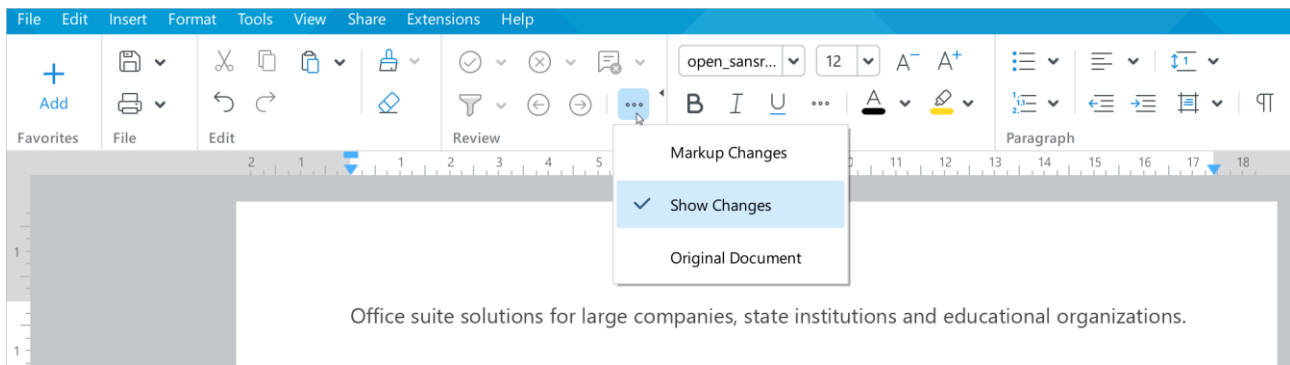 File Edit Insert Format Tools View Share Extensions Help
open_sansr... 12 A⁻ A⁺
Add B I U A
Favorites File Edit Review Paragraph
2 1 1 2 3 4 5 11 12 13 14 15 16 17 18
Markup Changes
Show Changes
Original Document
1
Office suite solutions for large companies, state institutions and educational organizations.
1